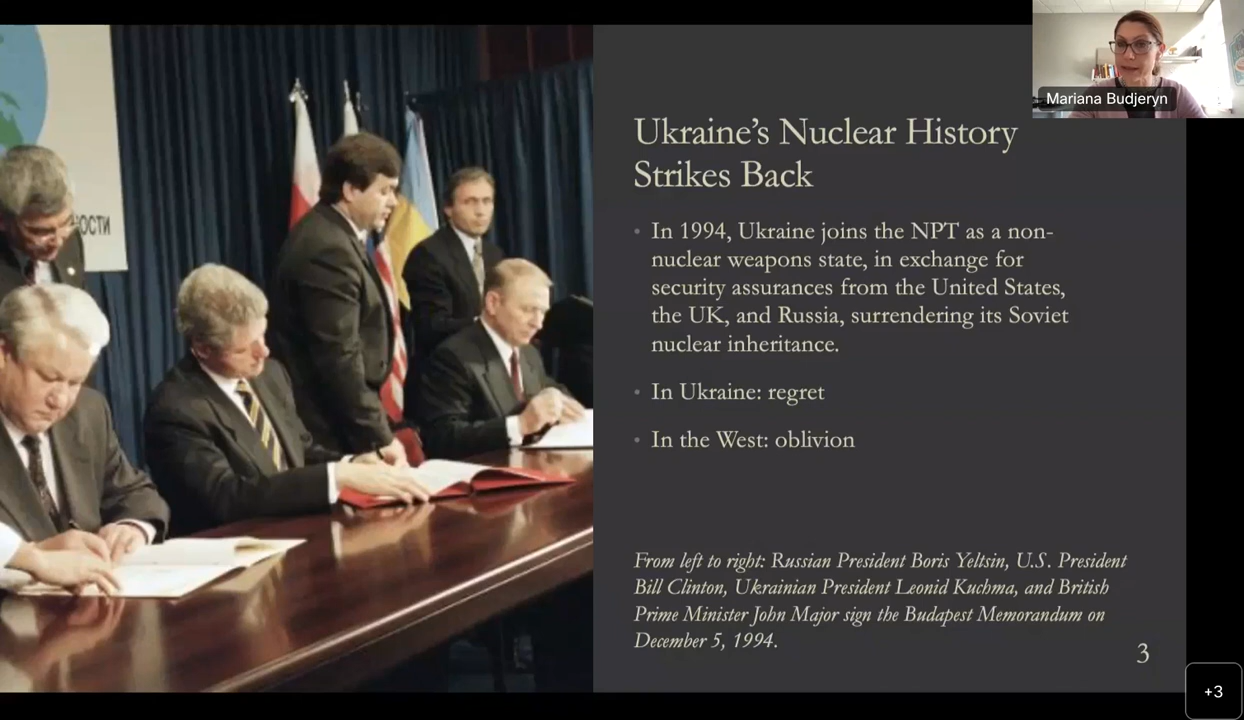 ности
Mariana Budjeryn
Ukraine’s Nuclear History
Strikes Back
• In 1994, Ukraine joins the NPT as a non-
nuclear weapons state, in exchange for
security assurances from the United States,
the UK, and Russia, surrendering its Soviet
nuclear inheritance.
• In Ukraine: regret
• In the West: oblivion
From left to right: Russian President Boris Yeltsin, U.S. President
Bill Clinton, Ukrainian President Leonid Kuchma, and British
Prime Minister John Major sign the Budapest Memorandum on
December 5, 1994.
3
+3